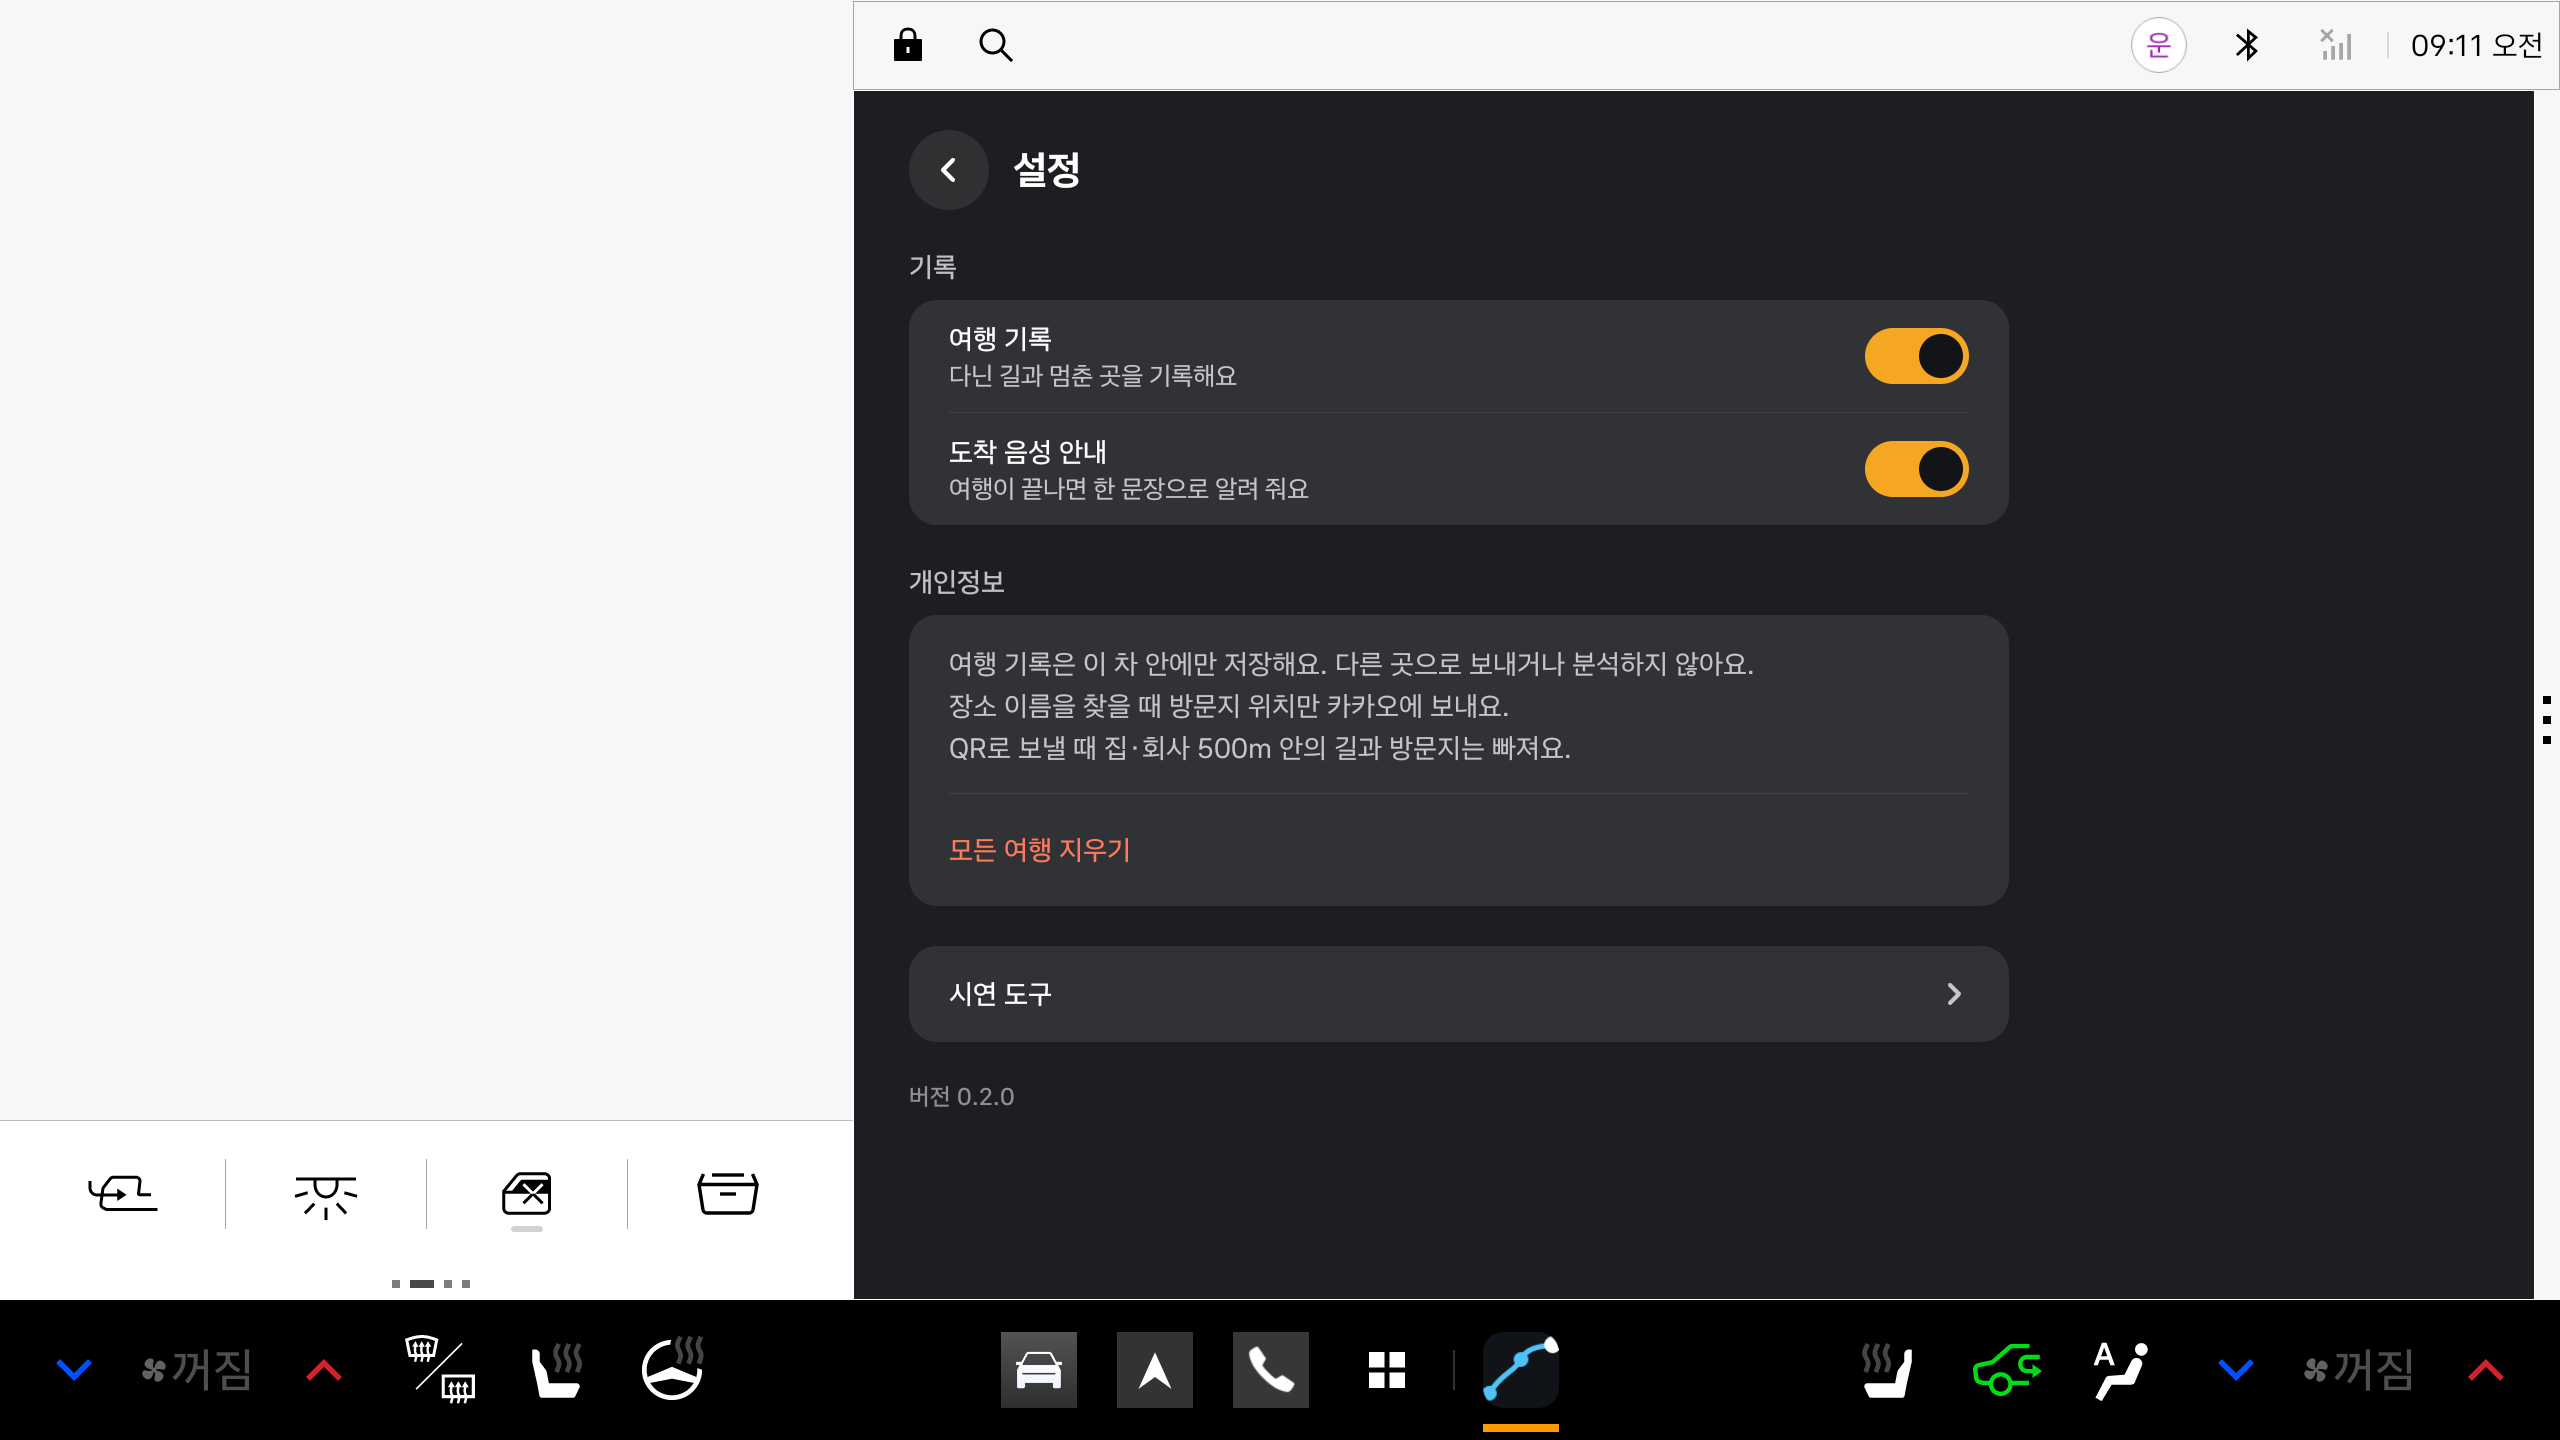 운
09:11 오전
설정
기록
여행 기록
다닌 길과 멈춘 곳을 기록해요
도착 음성 안내
여행이 끝나면 한 문장으로 알려 줘요
개인정보
여행 기록은 이 차 안에만 저장해요. 다른 곳으로 보내거나 분석하지 않아요.
장소 이름을 찾을 때 방문지 위치만 카카오에 보내요.
QR로 보낼 때 집·회사 500m 안의 길과 방문지는 빠져요.
모든 여행 지우기
시연 도구
버전 0.2.0
꺼짐
A
꺼짐